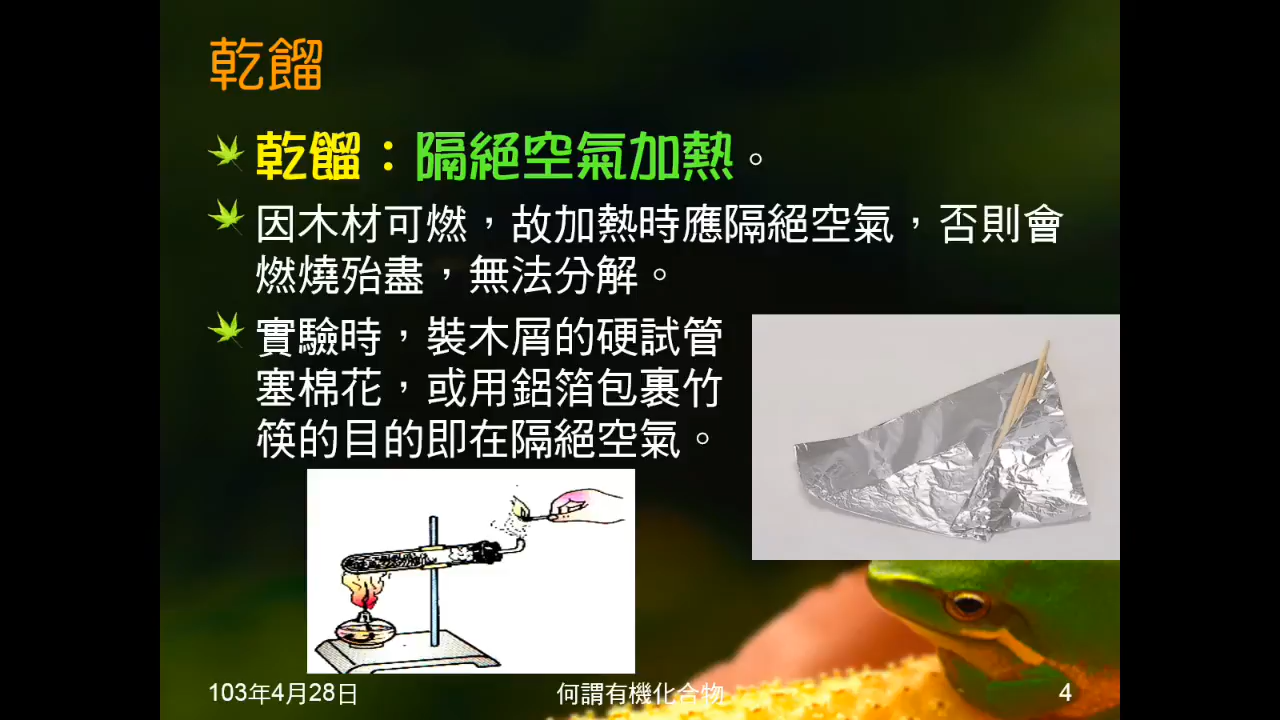 乾餾
乾餾：隔絕空氣加熱。
因木材可燃，故加熱時應隔絕空氣，否則會
燃燒殆盡，無法分解。
實驗時，裝木屑的硬試管
塞棉花，或用鋁箔包裹竹
筷的目的即在隔絕空氣。
103年4月28日
何謂有機化合物
4